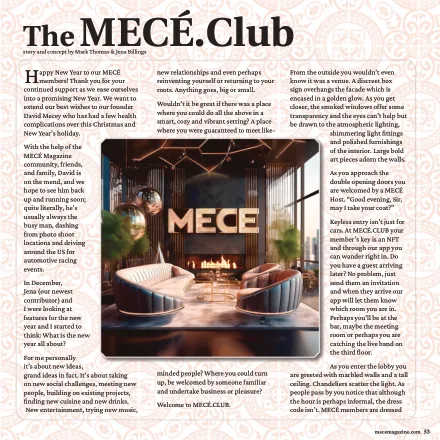 The MECÉ.Club
story and concept by Mark Thomas & Jena Billings
Happy New Year to our MECÉ
members! Thank you for your
continued support as we ease ourselves
into a promising New Year. We want to
extend our best wishes to our founder
David Mecey who has had a few health
complications over this Christmas and
New Year's holiday.
With the help of the
MECÉ Magazine
community, friends,
and family, David is
on the mend, and we
hope to see him back
up and running soon;
quite literally, he's
usually always the
busy man, dashing
from photo shoot
locations and driving
around the US for
automotive racing
events.
In December,
Jena (our newest
contributor) and
I were looking at
features for the new
year and I started to
think: What is the new
year all about?
For me personally
it's about new ideas,
grand ideas in fact. It's about taking
on new social challenges, meeting new
people, building on existing projects,
finding new cuisine and new drinks.
New entertainment, trying new music,
new relationships and even perhaps
reinventing yourself or returning to your
roots. Anything goes, big or small.
Wouldn't it be great if there was a place
where you could do all the above in a
smart, cozy and vibrant setting? A place
where you were guaranteed to meet like-
MECE
minded people? Where you could turn
up, be welcomed by someone familiar
and undertake business or pleasure?
Welcome to MECÉ.CLUB.
From the outside you wouldn't even
know it was a venue. A discreet box
sign overhangs the facade which is
encased in a golden glow. As you get
closer, the smoked windows offer some
transparency and the eyes can't help but
be drawn to the atmospheric lighting,
shimmering light fittings
and polished furnishings
of the interior. Large bold
art pieces adorn the walls.
As you approach the
double opening doors you
are welcomed by a MECÉ
Host. "Good evening, Sir,
may I take your coat?"
Keyless entry isn't just for
cars. At MECÉ.CLUB your
member's key is an NFT
and through our app you
can wander right in. Do
you have a guest arriving
later? No problem, just
send them an invitation
and when they arrive our
app will let them know
which room you are in.
Perhaps you'll be at the
bar, maybe the meeting
room or perhaps you are
catching the live band on
the third floor.
As you enter the lobby you
are greeted with marbled walls and a tall
ceiling. Chandeliers scatter the light. As
people pass by you notice that although
the hour is perhaps informal, the dress
code isn't. MECÉ members are dressed
mecemagazine.com 53